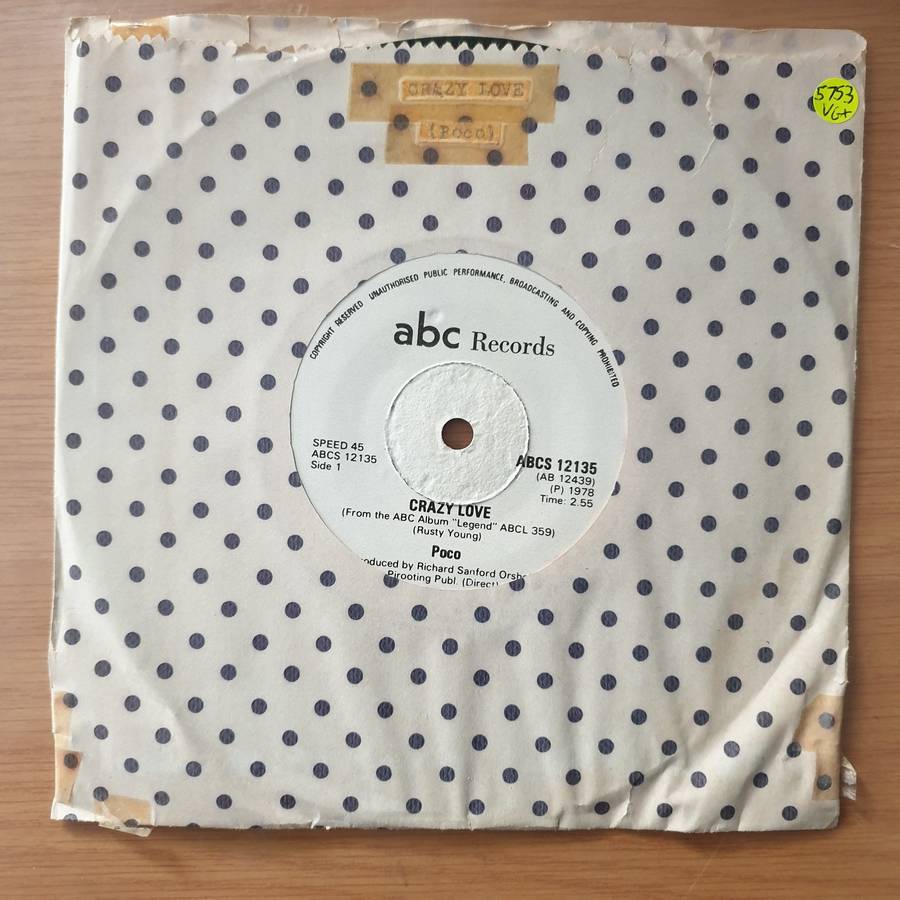 CRAZY LOVE
(Poco)
5753
VG+
COPYRIGHT RESERVED UNAUTHORISED PUBLIC PERFORMANCE, BROADCASTING AND COPYING PROHIBITED
abc Records
SPEED 45
ABCS 12135
Side 1
ABCS 12135
(AB 12439)
(P) 1978
Time: 2.55
CRAZY LOVE
(From the ABC Album "Legend" ABCL 359)
(Rusty Young)
Poco
oduced by Richard Sanford Orsh
Pirooting Publ. (Direct)